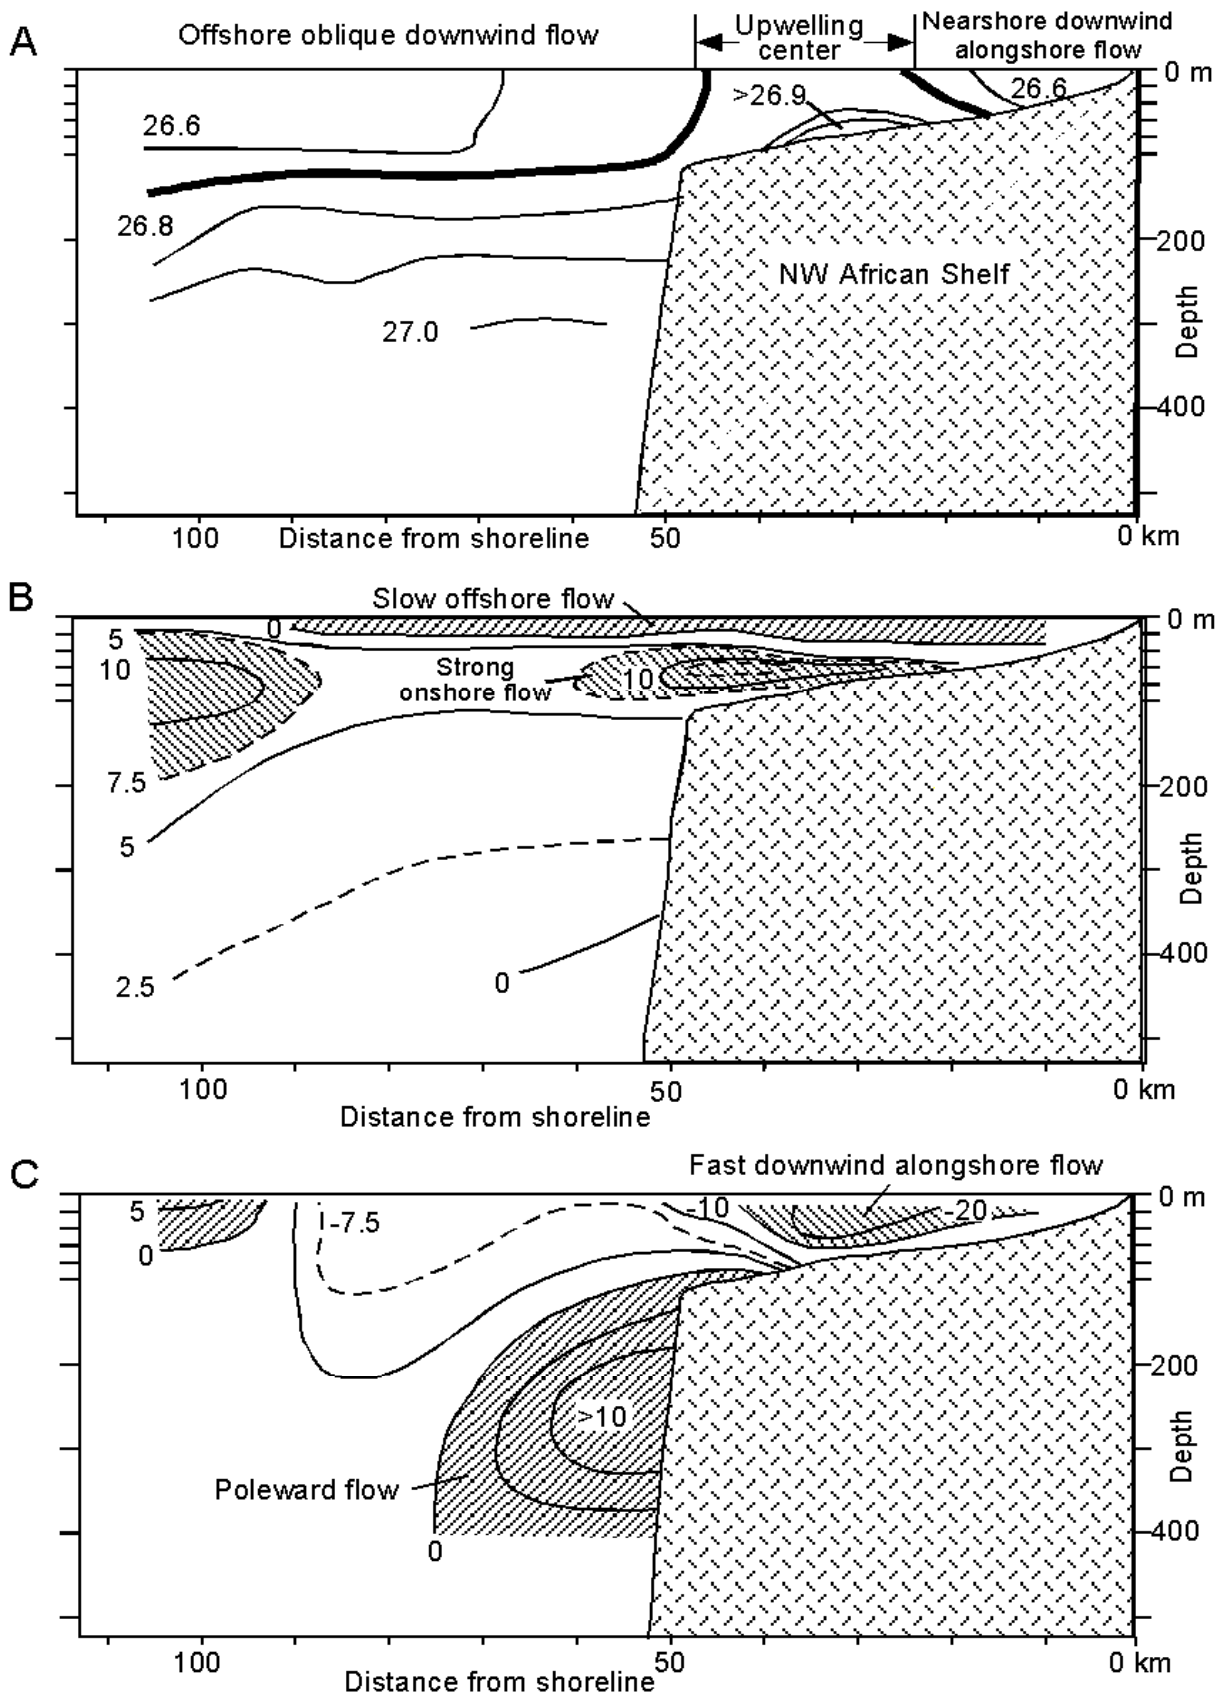 A
Offshore oblique downwind flow
Upwelling
center
Nearshore downwind
alongshore flow
0 m
26.6
>26.9
26.6
26.8
200
NW African Shelf
Depth
27.0
400
100
Distance from shoreline
50
0 km
B
Slow offshore flow
0 m
5
0
10
Strong
onshore flow
10
7.5
200
5
Depth
2.5
0
400
100
50
0 km
Distance from shoreline
C
Fast downwind alongshore flow
0 m
5
-7.5
-10
-20
0
200
>10
Depth
Poleward flow
0
400
100
Distance from shoreline
50
0 km